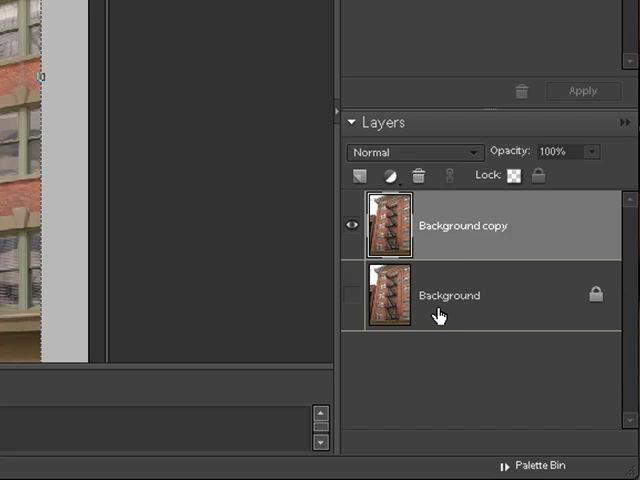 Apply
Layers
Normal
Opacity: 100%
Lock:
Background copy
Background
Palette Bin